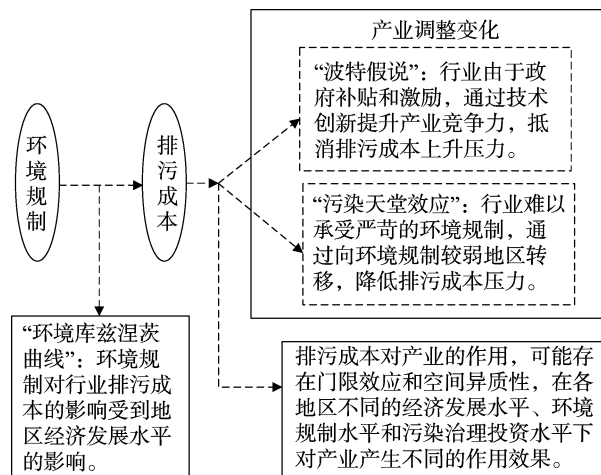 产业调整变化
“波特假说”：行业由于政
府补贴和激励，通过技术
创新提升产业竞争力，抵
消排污成本上升压力。
环境规制
排污成本
“污染天堂效应”：行业难以
承受严苛的环境规制，通
过向环境规制较弱地区转
移，降低排污成本压力。
“环境库兹涅茨
曲线”：环境规
制对行业排污成
本的影响受到地
区经济发展水平
的影响。
排污成本对产业的作用，可能存
在门限效应和空间异质性，在各
地区不同的经济发展水平、环境
规制水平和污染治理投资水平下
对产业产生不同的作用效果。